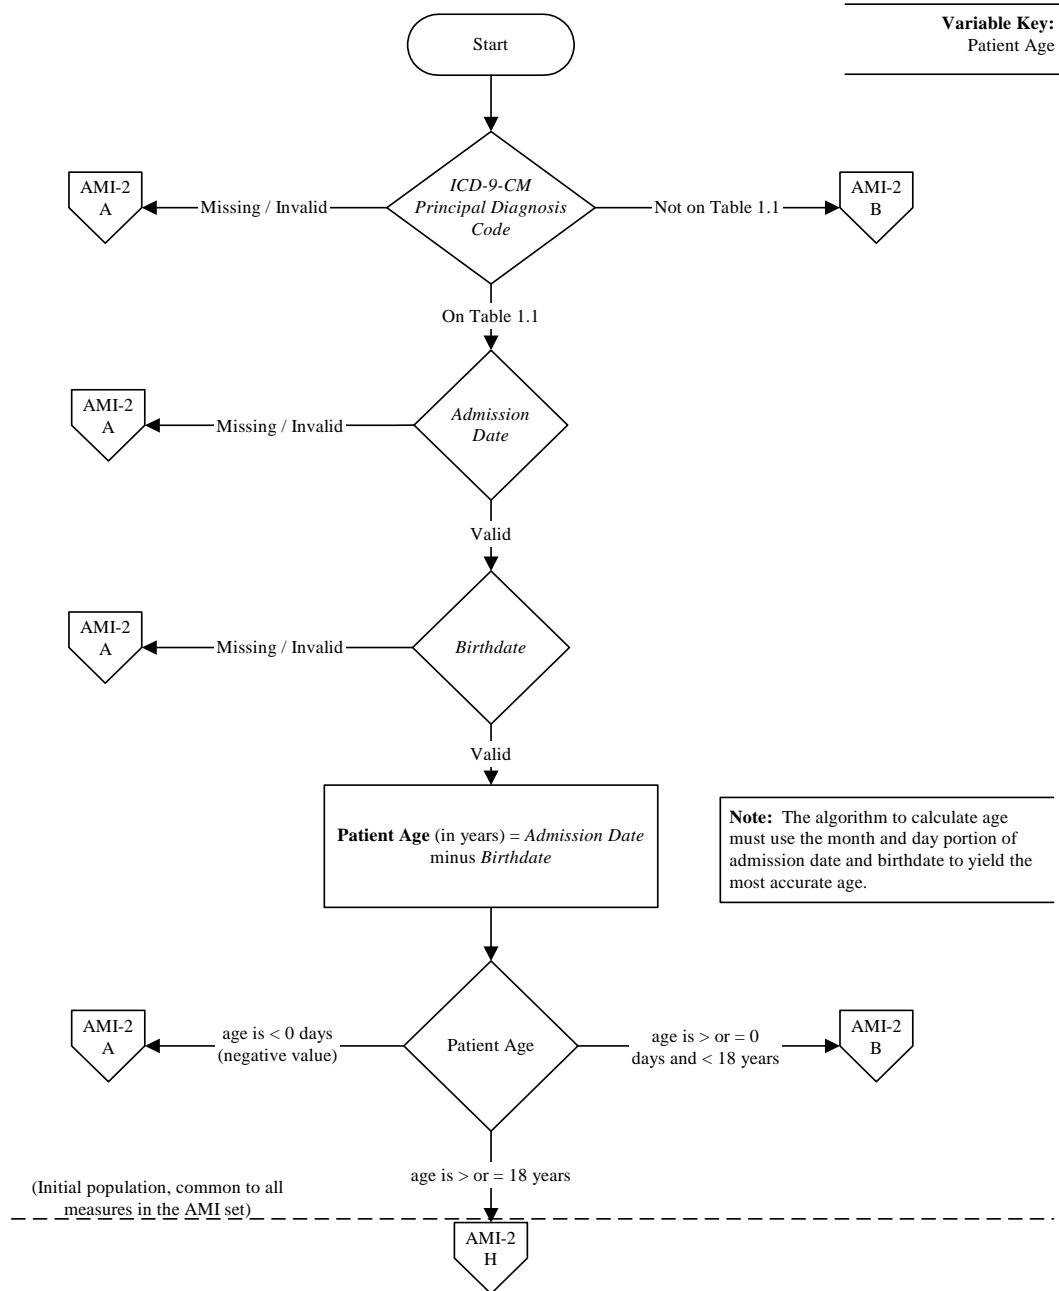 Variable Key:
Patient Age
Start
ICD-9-CM
Principal Diagnosis
Code
AMI-2
A
Missing / Invalid
Not on Table 1.1
AMI-2
B
On Table 1.1
Admission
Date
AMI-2
A
Missing / Invalid
Valid
Birthdate
AMI-2
A
Missing / Invalid
Valid
Patient Age (in years) = Admission Date
minus Birthdate
Note: The algorithm to calculate age
must use the month and day portion of
admission date and birthdate to yield the
most accurate age.
AMI-2
A
age is < 0 days
(negative value)
Patient Age
age is > or = 0
days and < 18 years
AMI-2
B
age is > or = 18 years
(Initial population, common to all
measures in the AMI set)
AMI-2
H